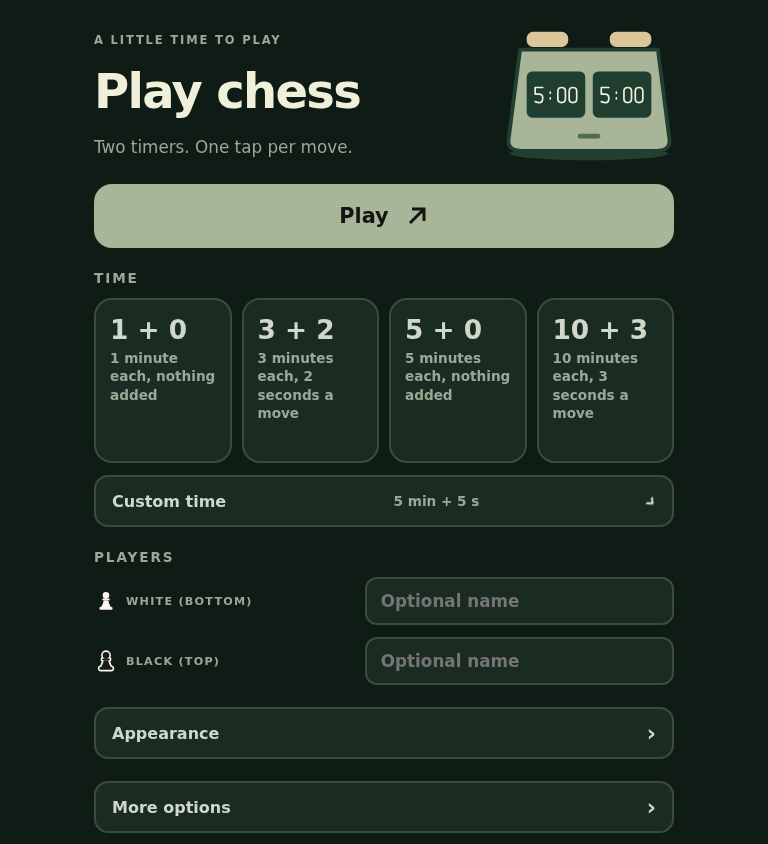 A LITTLE TIME TO PLAY
Play chess
Two timers. One tap per move.
5:00 5:00
Play
TIME
1 + 0
1 minute
each, nothing
added
3 + 2
3 minutes
each, 2
seconds a
move
5 + 0
5 minutes
each, nothing
added
10 + 3
10 minutes
each, 3
seconds a
move
Custom time 5 min + 5 s
PLAYERS
WHITE (BOTTOM) Optional name
BLACK (TOP) Optional name
Appearance
More options